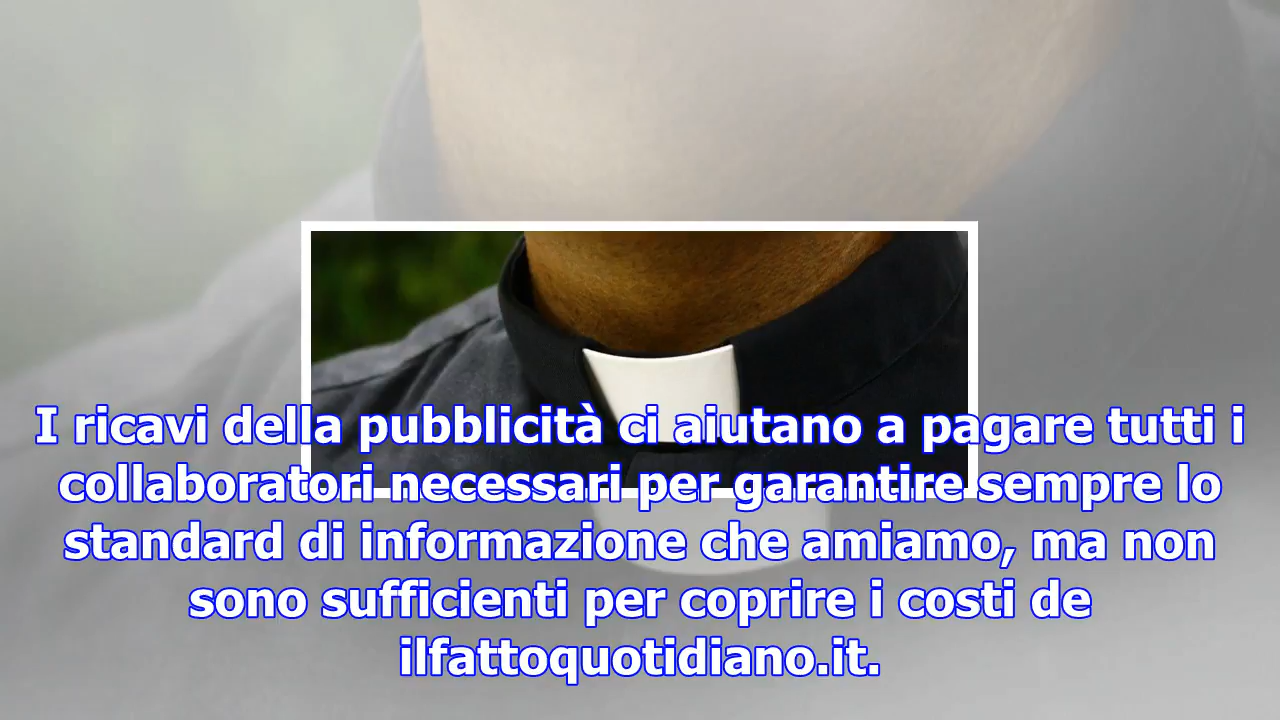 I ricavi della pubblicità ci aiutano a pagare tutti i
collaboratori necessari per garantire sempre lo
standard di informazione che amiamo, ma non
sono sufficienti per coprire i costi de
ilfattoquotidiano.it.